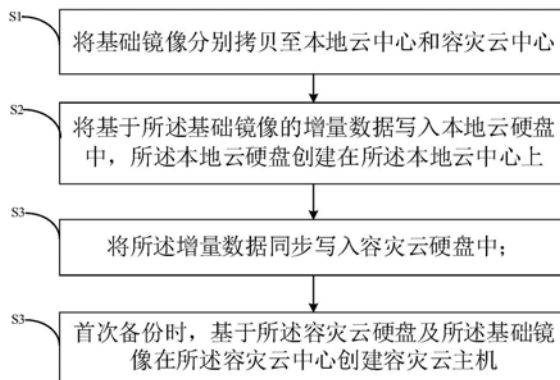 S1
将基础镜像分别拷贝至本地云中心和容灾云中心
S2
将基于所述基础镜像的增量数据写入本地云硬盘
中，所述本地云硬盘创建在所述本地云中心上
S3
将所述增量数据同步写入容灾云硬盘中；
S3
首次备份时，基于所述容灾云硬盘及所述基础镜
像在所述容灾云中心创建容灾云主机